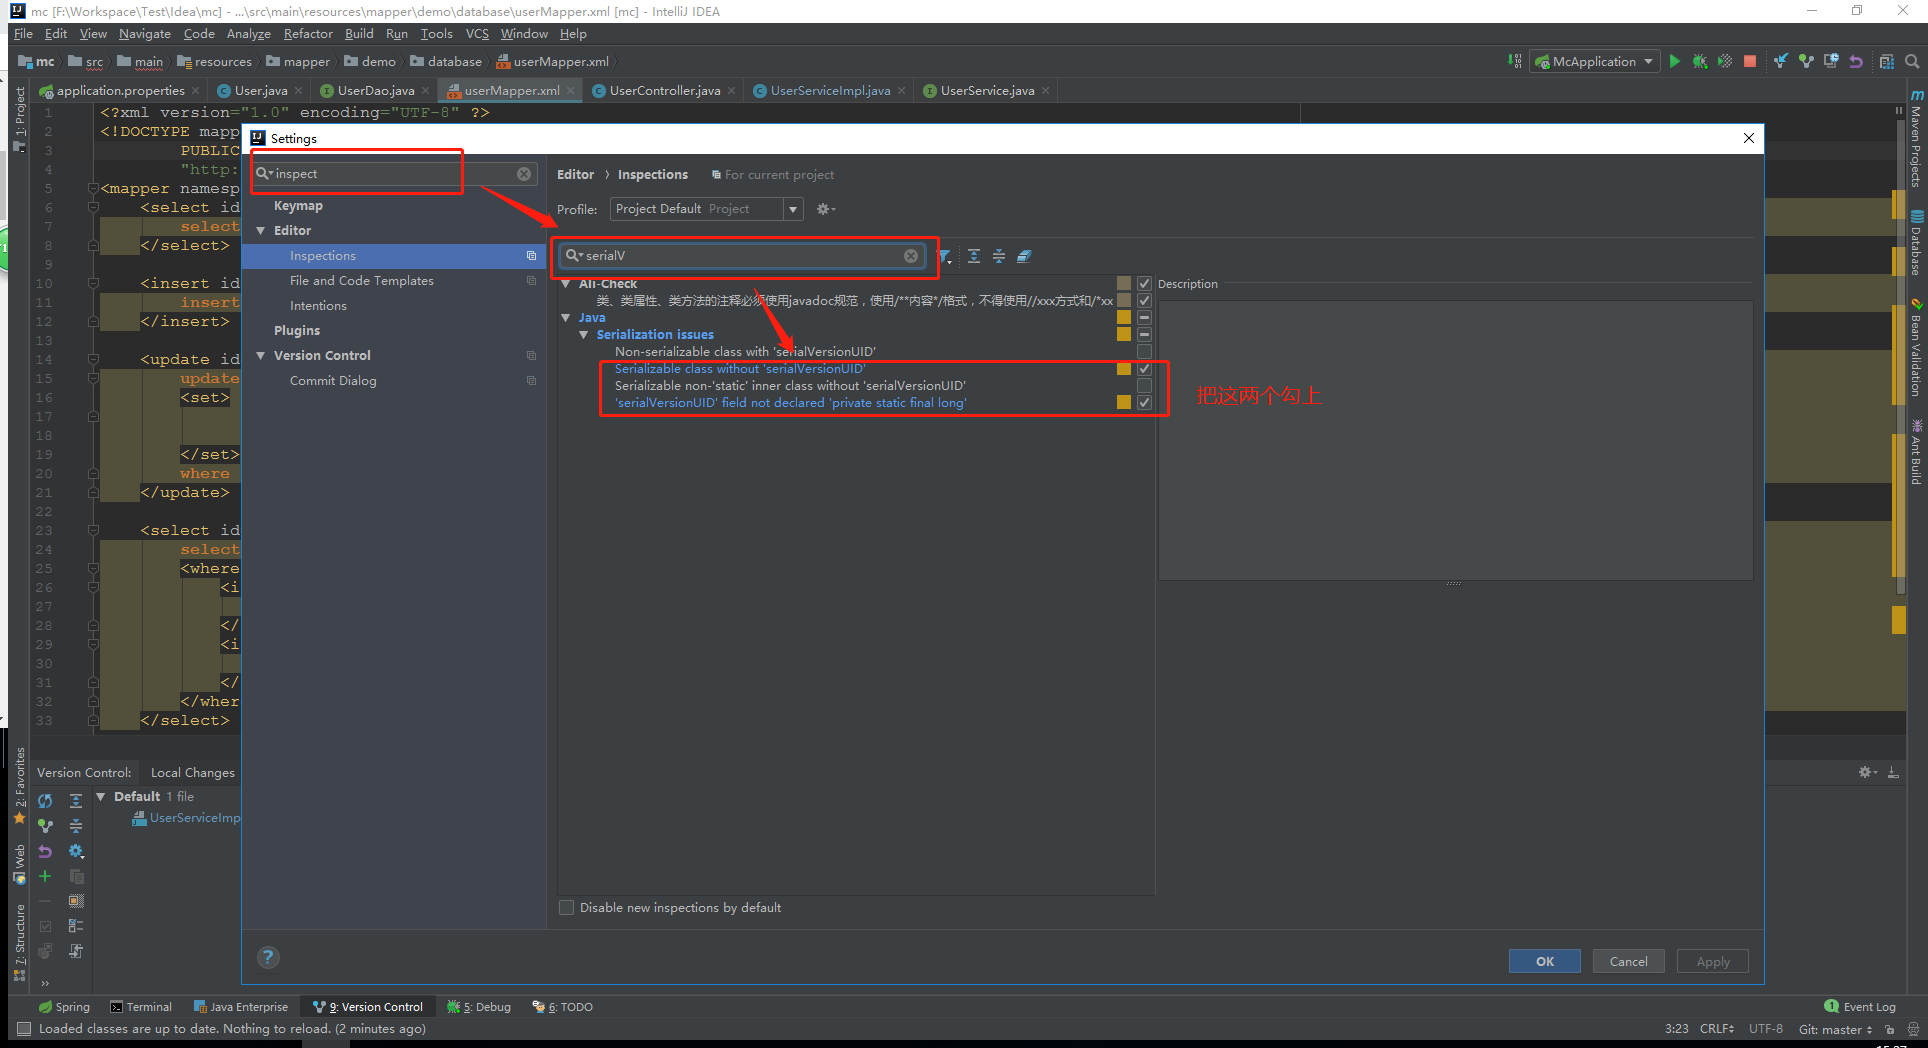 mc [F:\Workspace\Test\Idea\mc] - ...\src\main\resources\mapper\demo\database\userMapper.xml [mc] - IntelliJ IDEA
File Edit View Navigate Code Analyze Refactor Build Run Tools VCS Window Help
mc src main resources mapper demo database userMapper.xml McApplication
application.properties User.java UserDao.java userMapper.xml UserController.java UserServiceImpl.java UserService.java
1: Project
Maven Projects
Database
Bean Validation
Ant Build
1 <?xml version="1.0" encoding="UTF-8" ?>
2 <!DOCTYPE mapp
3 PUBLIC
4 "http:
5 <mapper namesp
6 <select id
7 select
8 </select>
9
10 <insert id
11 insert
12 </insert>
13
14 <update id
15 update
16 <set>
17
18
19 </set>
20 where
21 </update>
22
23 <select id
24 select
25 <where
26 <i
27
28 </
29 <i
30
31 </
32 </wher
33 </select>
Settings
inspect
Keymap
Editor
Inspections
File and Code Templates
Intentions
Plugins
Version Control
Commit Dialog
Editor › Inspections For current project
Profile: Project Default Project
serialV
Ali-Check
类、类属性、类方法的注释必须使用javadoc规范，使用/**内容*/格式，不得使用//xxx方式和/*xx
Java
Serialization issues
Non-serializable class with 'serialVersionUID'
Serializable class without 'serialVersionUID'
Serializable non-'static' inner class without 'serialVersionUID'
'serialVersionUID' field not declared 'private static final long'
Description
把这两个勾上
Disable new inspections by default
? OK Cancel Apply
2: Favorites
Web
7: Structure
Version Control: Local Changes
Default 1 file
UserServiceImp
Spring Terminal Java Enterprise 9: Version Control 5: Debug 6: TODO 1 Event Log
Loaded classes are up to date. Nothing to reload. (2 minutes ago) 3:23 CRLF UTF-8 Git: master